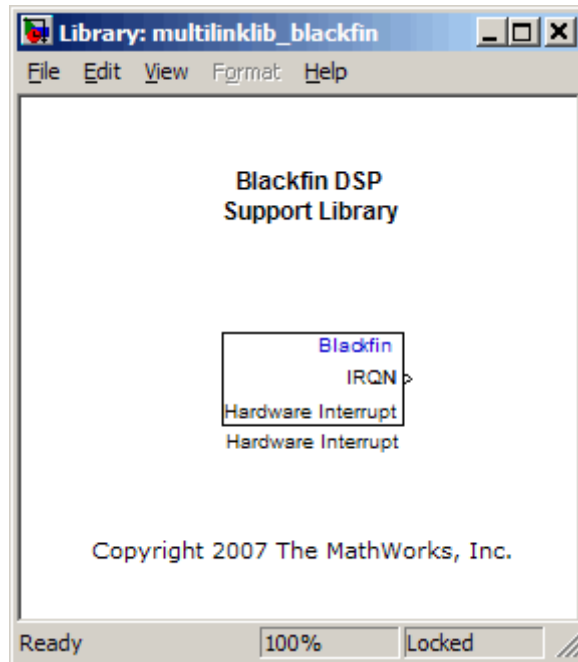 Library: multilinklib_blackfin
File Edit View Format Help
Blackfin DSP
Support Library
Blackfin
IRQN
Hardware Interrupt
Hardware Interrupt
Copyright 2007 The MathWorks, Inc.
Ready 100% Locked